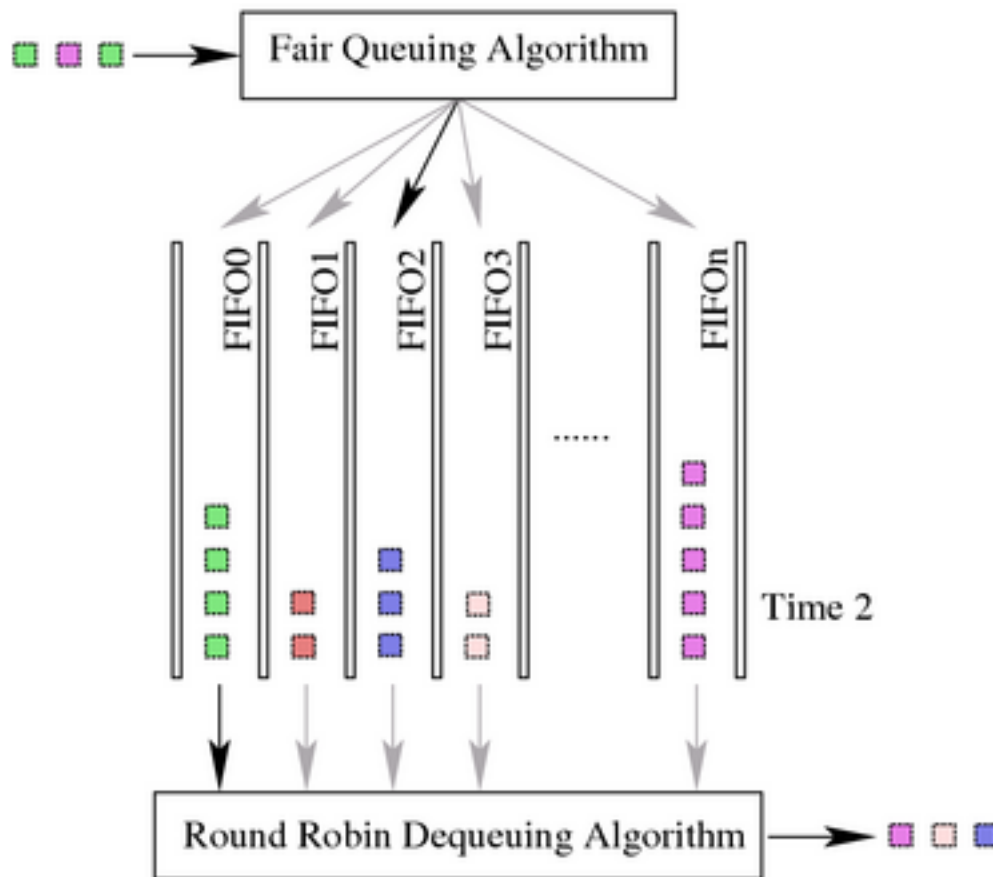 Fair Queuing Algorithm
FIFO0
FIFO1
FIFO2
FIFO3
FIFOn
......
Time 2
Round Robin Dequeuing Algorithm